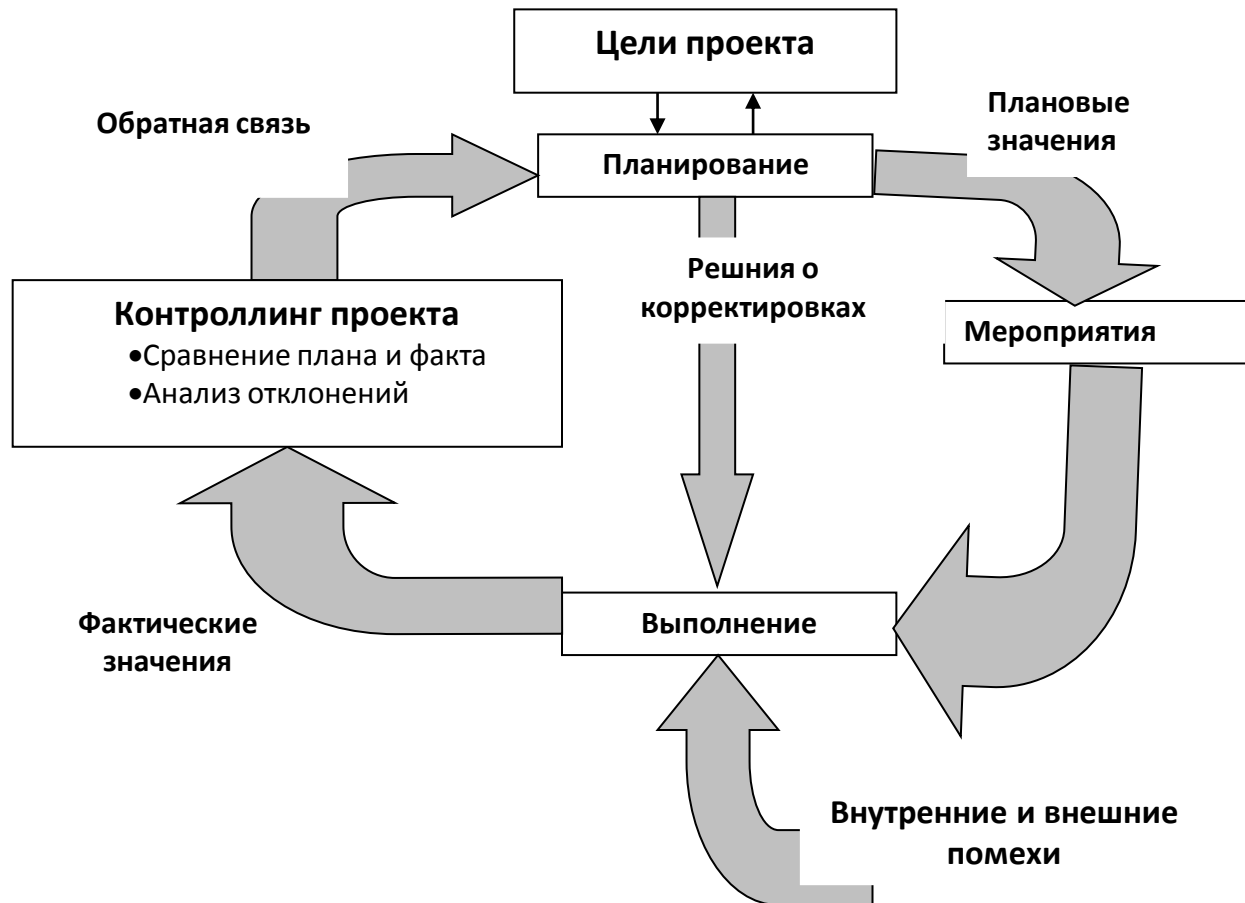 Цели проекта
Обратная связь
Плановые
значения
Планирование
Решния о
корректировках
Контроллинг проекта
•Сравнение плана и факта
•Анализ отклонений
Мероприятия
Фактические
значения
Выполнение
Внутренние и внешние
помехи